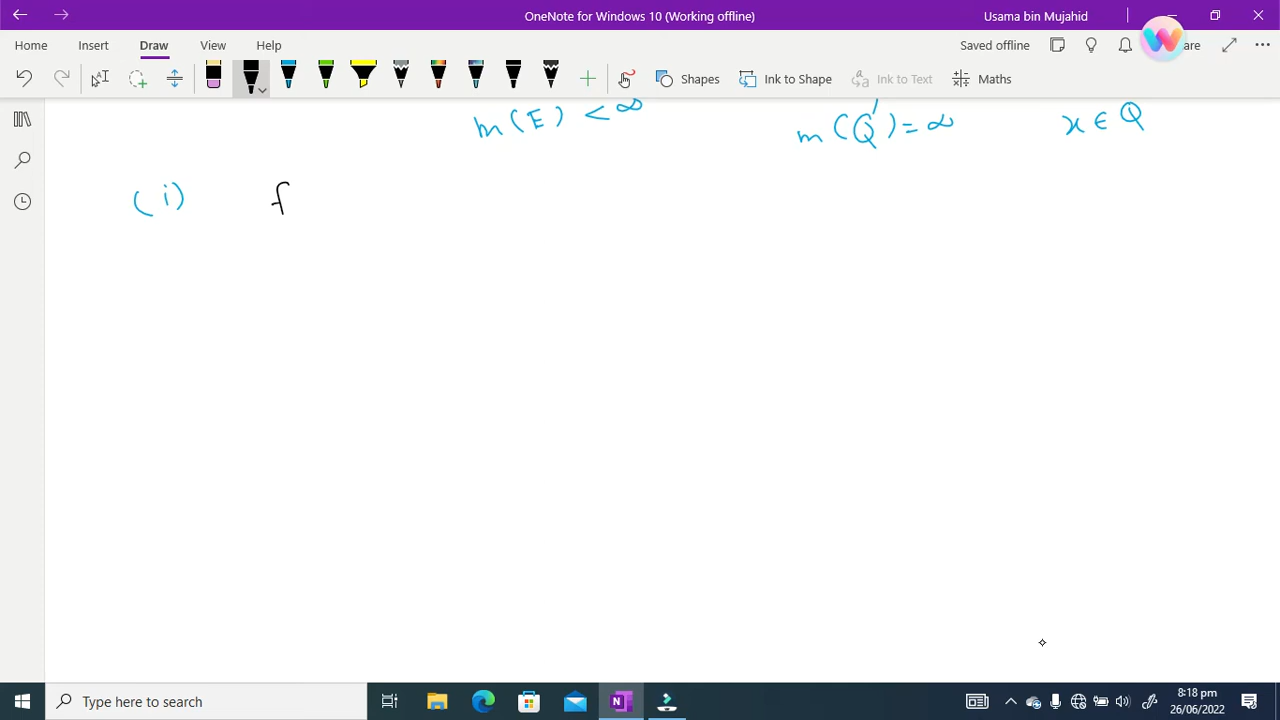 OneNote for Windows 10 (Working offline)
Usama bin Mujahid
Home Insert Draw View Help
Saved offline
Shapes Ink to Shape Ink to Text Maths
m(E) < ∞ m(Q') = ∞ x ∈ Q
(i) f
Type here to search
8:18 pm
26/06/2022